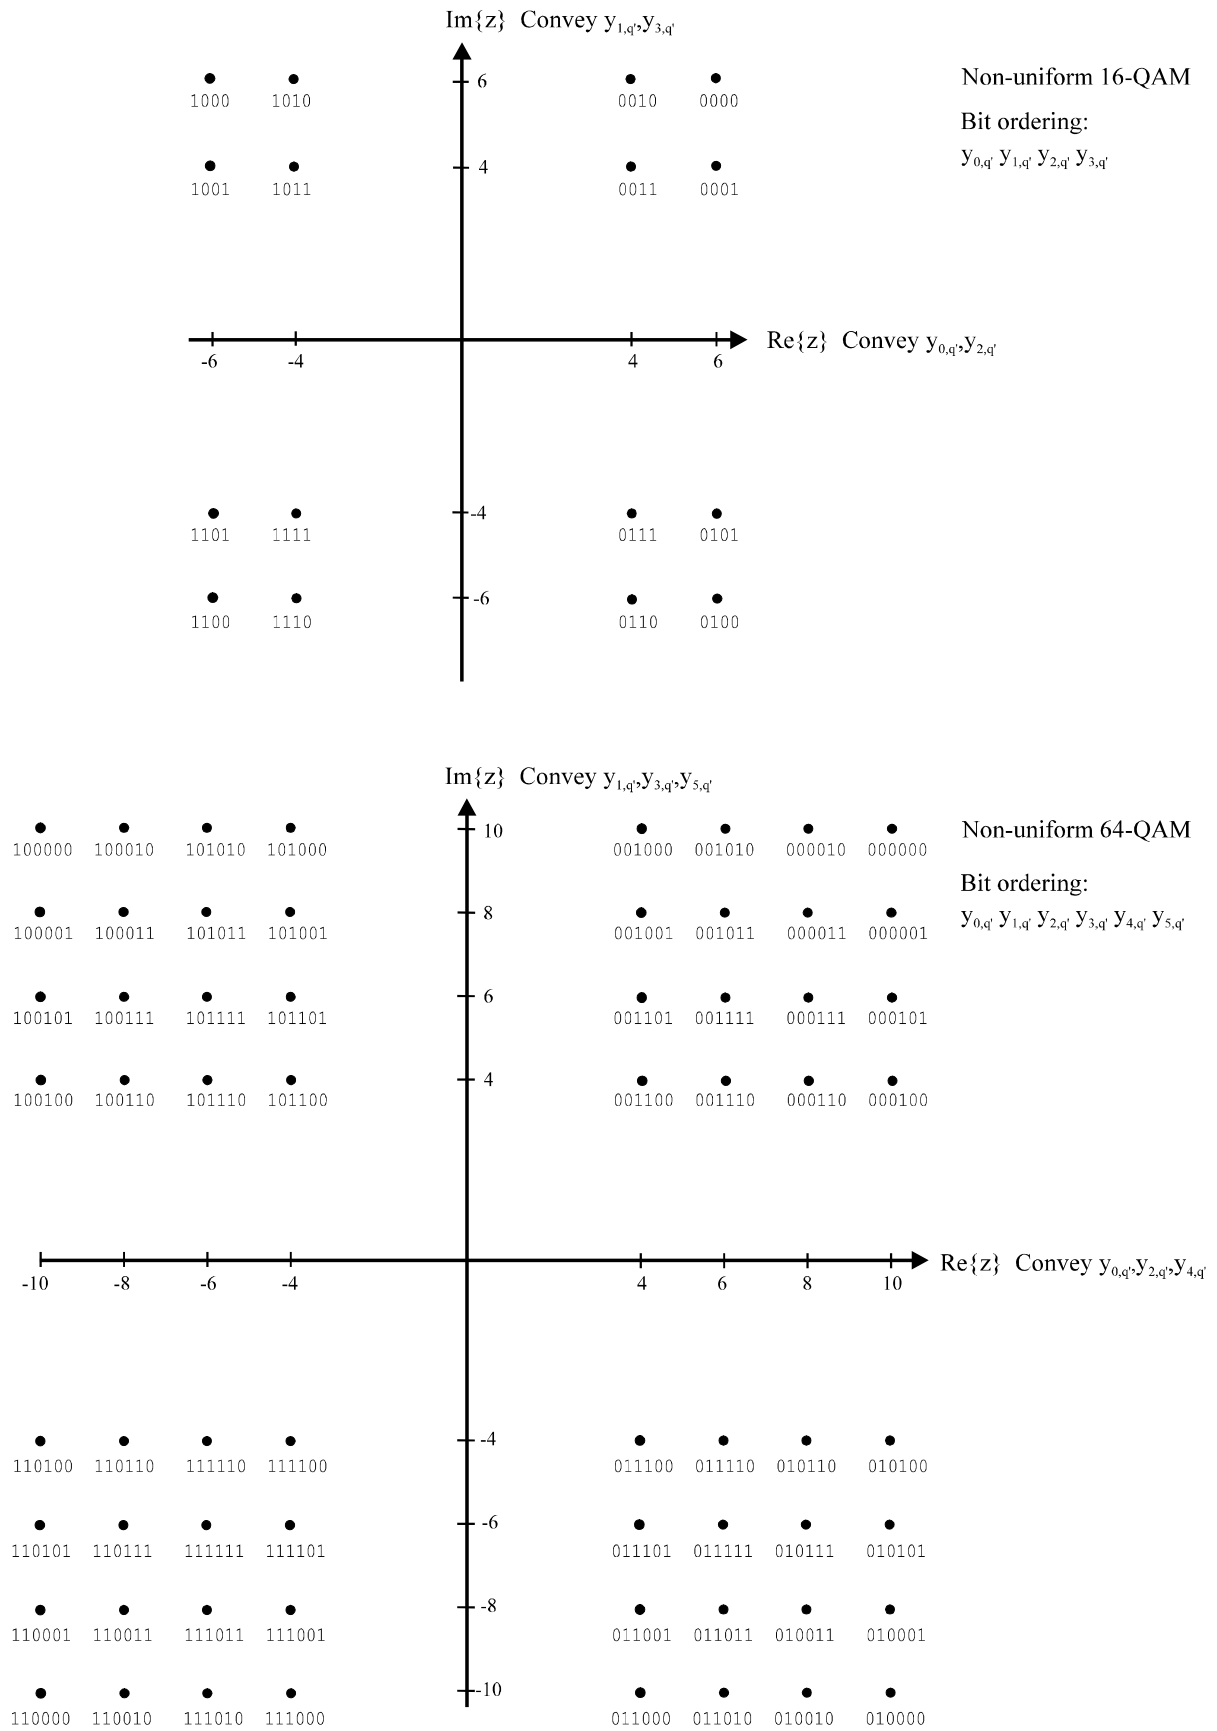 Im{z} Convey y1,q',y3,q'
6
1000 1010 0010 0000
Non-uniform 16-QAM
Bit ordering:
y0,q' y1,q' y2,q' y3,q'
4
1001 1011 0011 0001
Re{z} Convey y0,q',y2,q'
-6 -4 4 6
-4
1101 1111 0111 0101
-6
1100 1110 0110 0100
Im{z} Convey y1,q',y3,q',y5,q'
10
Non-uniform 64-QAM
100000 100010 101010 101000 001000 001010 000010 000000
Bit ordering:
y0,q' y1,q' y2,q' y3,q' y4,q' y5,q'
8
100001 100011 101011 101001 001001 001011 000011 000001
6
100101 100111 101111 101101 001101 001111 000111 000101
4
100100 100110 101110 101100 001100 001110 000110 000100
Re{z} Convey y0,q',y2,q',y4,q'
-10 -8 -6 -4 4 6 8 10
-4
110100 110110 111110 111100 011100 011110 010110 010100
-6
110101 110111 111111 111101 011101 011111 010111 010101
-8
110001 110011 111011 111001 011001 011011 010011 010001
-10
110000 110010 111010 111000 011000 011010 010010 010000